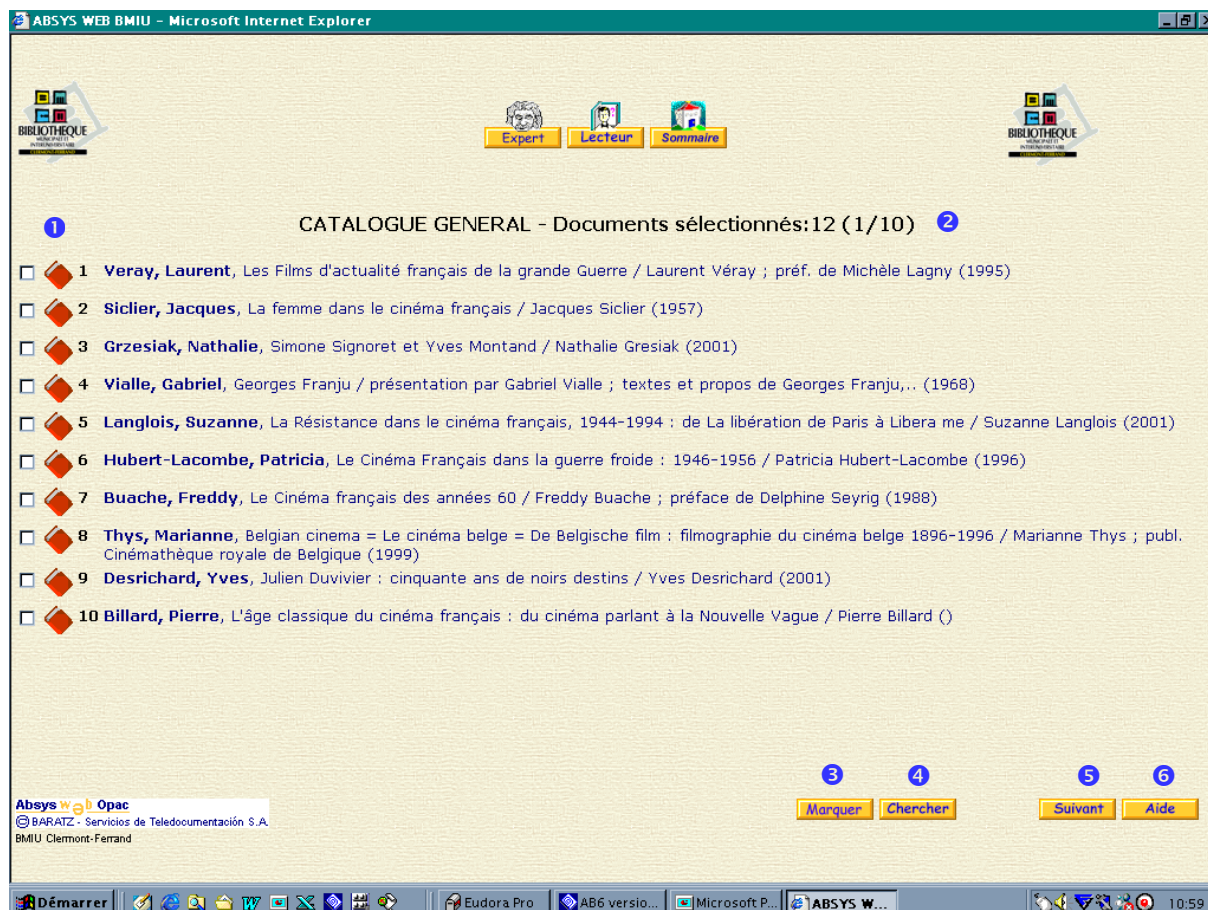 ABSYS WEB BMIU - Microsoft Internet Explorer
BIBLIOTHEQUE
MUNICIPALE ET
INTERUNIVERSITAIRE
CLERMONT-FERRAND
Expert Lecteur Sommaire
BIBLIOTHEQUE
MUNICIPALE ET
INTERUNIVERSITAIRE
CLERMONT-FERRAND
1 CATALOGUE GENERAL - Documents sélectionnés:12 (1/10) 2
1 Veray, Laurent, Les Films d'actualité français de la grande Guerre / Laurent Véray ; préf. de Michèle Lagny (1995)
2 Siclier, Jacques, La femme dans le cinéma français / Jacques Siclier (1957)
3 Grzesiak, Nathalie, Simone Signoret et Yves Montand / Nathalie Gresiak (2001)
4 Vialle, Gabriel, Georges Franju / présentation par Gabriel Vialle ; textes et propos de Georges Franju,.. (1968)
5 Langlois, Suzanne, La Résistance dans le cinéma français, 1944-1994 : de La libération de Paris à Libera me / Suzanne Langlois (2001)
6 Hubert-Lacombe, Patricia, Le Cinéma Français dans la guerre froide : 1946-1956 / Patricia Hubert-Lacombe (1996)
7 Buache, Freddy, Le Cinéma français des années 60 / Freddy Buache ; préface de Delphine Seyrig (1988)
8 Thys, Marianne, Belgian cinema = Le cinéma belge = De Belgische film : filmographie du cinéma belge 1896-1996 / Marianne Thys ; publ.
Cinémathèque royale de Belgique (1999)
9 Desrichard, Yves, Julien Duvivier : cinquante ans de noirs destins / Yves Desrichard (2001)
10 Billard, Pierre, L'âge classique du cinéma français : du cinéma parlant à la Nouvelle Vague / Pierre Billard ()
3 4 5 6
Marquer Chercher Suivant Aide
Absys web Opac
© BARATZ - Servicios de Teledocumentación S.A.
BMIU Clermont-Ferrand
Démarrer Eudora Pro AB6 versio... Microsoft P... ABSYS W... 10:59